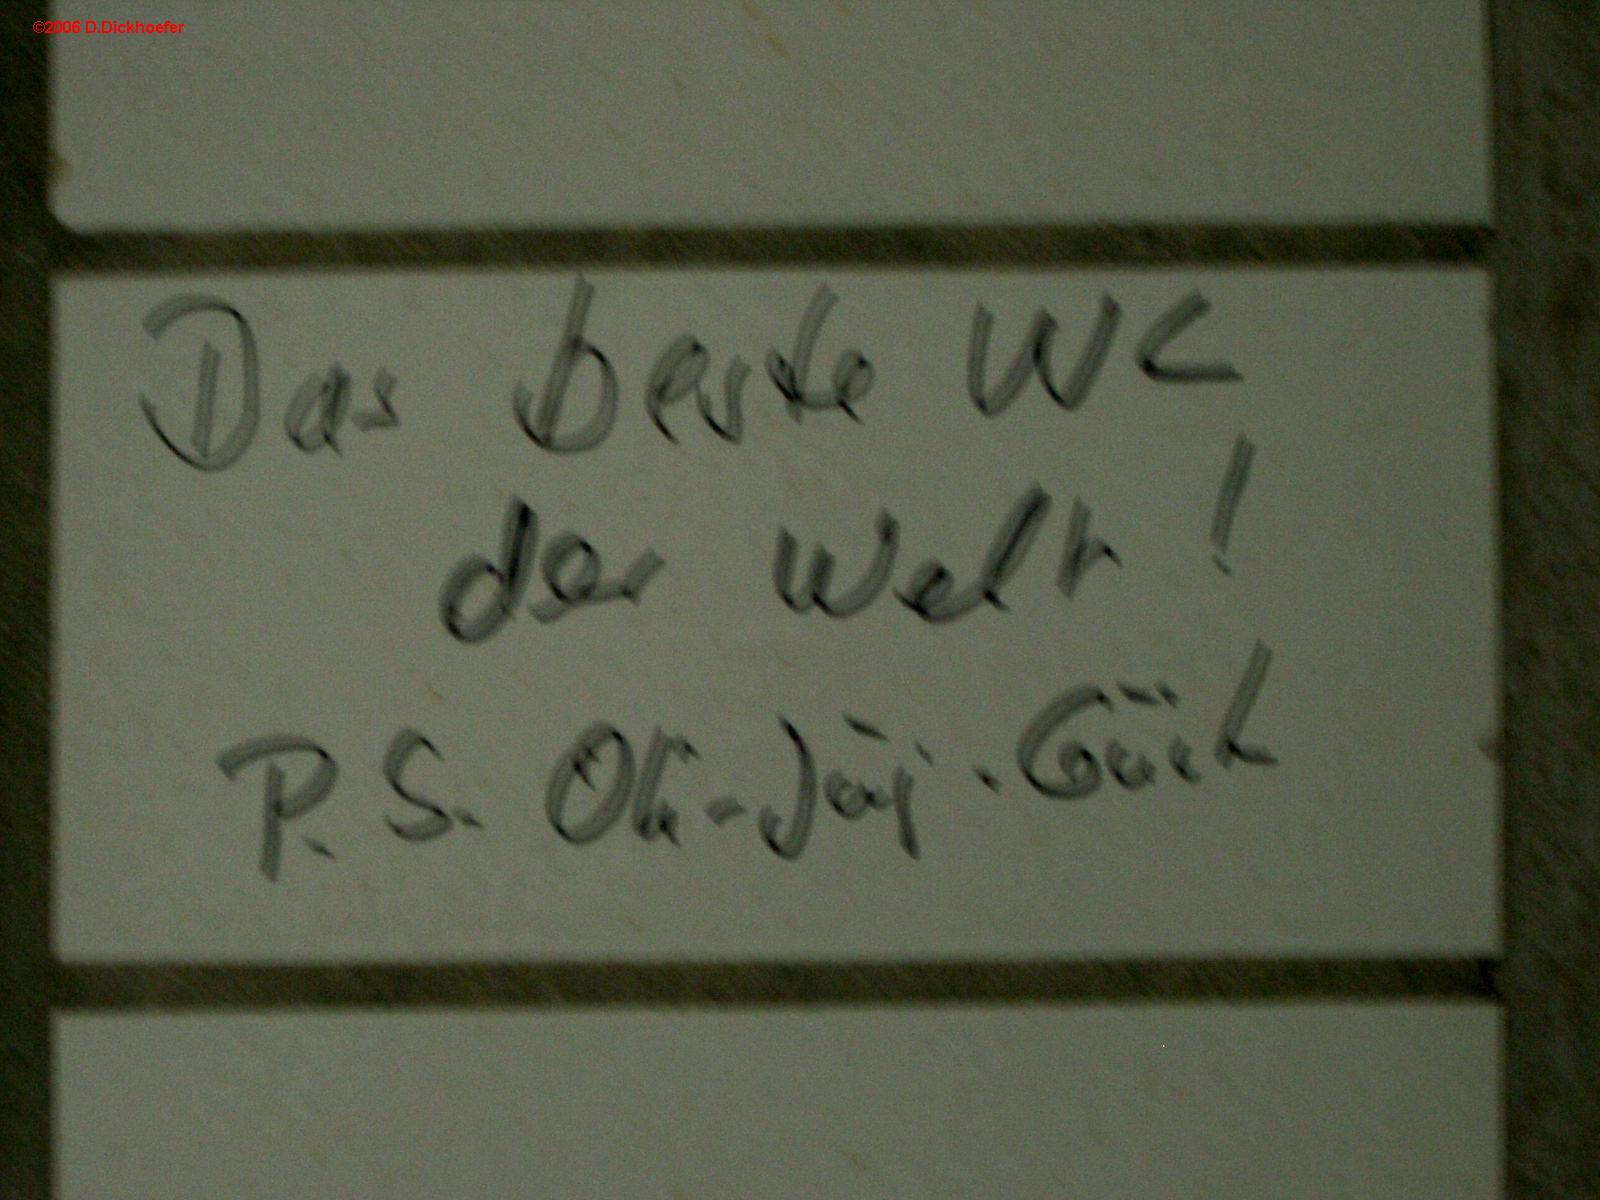 ©2006 D.Dickhoefer
Das beste WC
der Welt!
P.S.